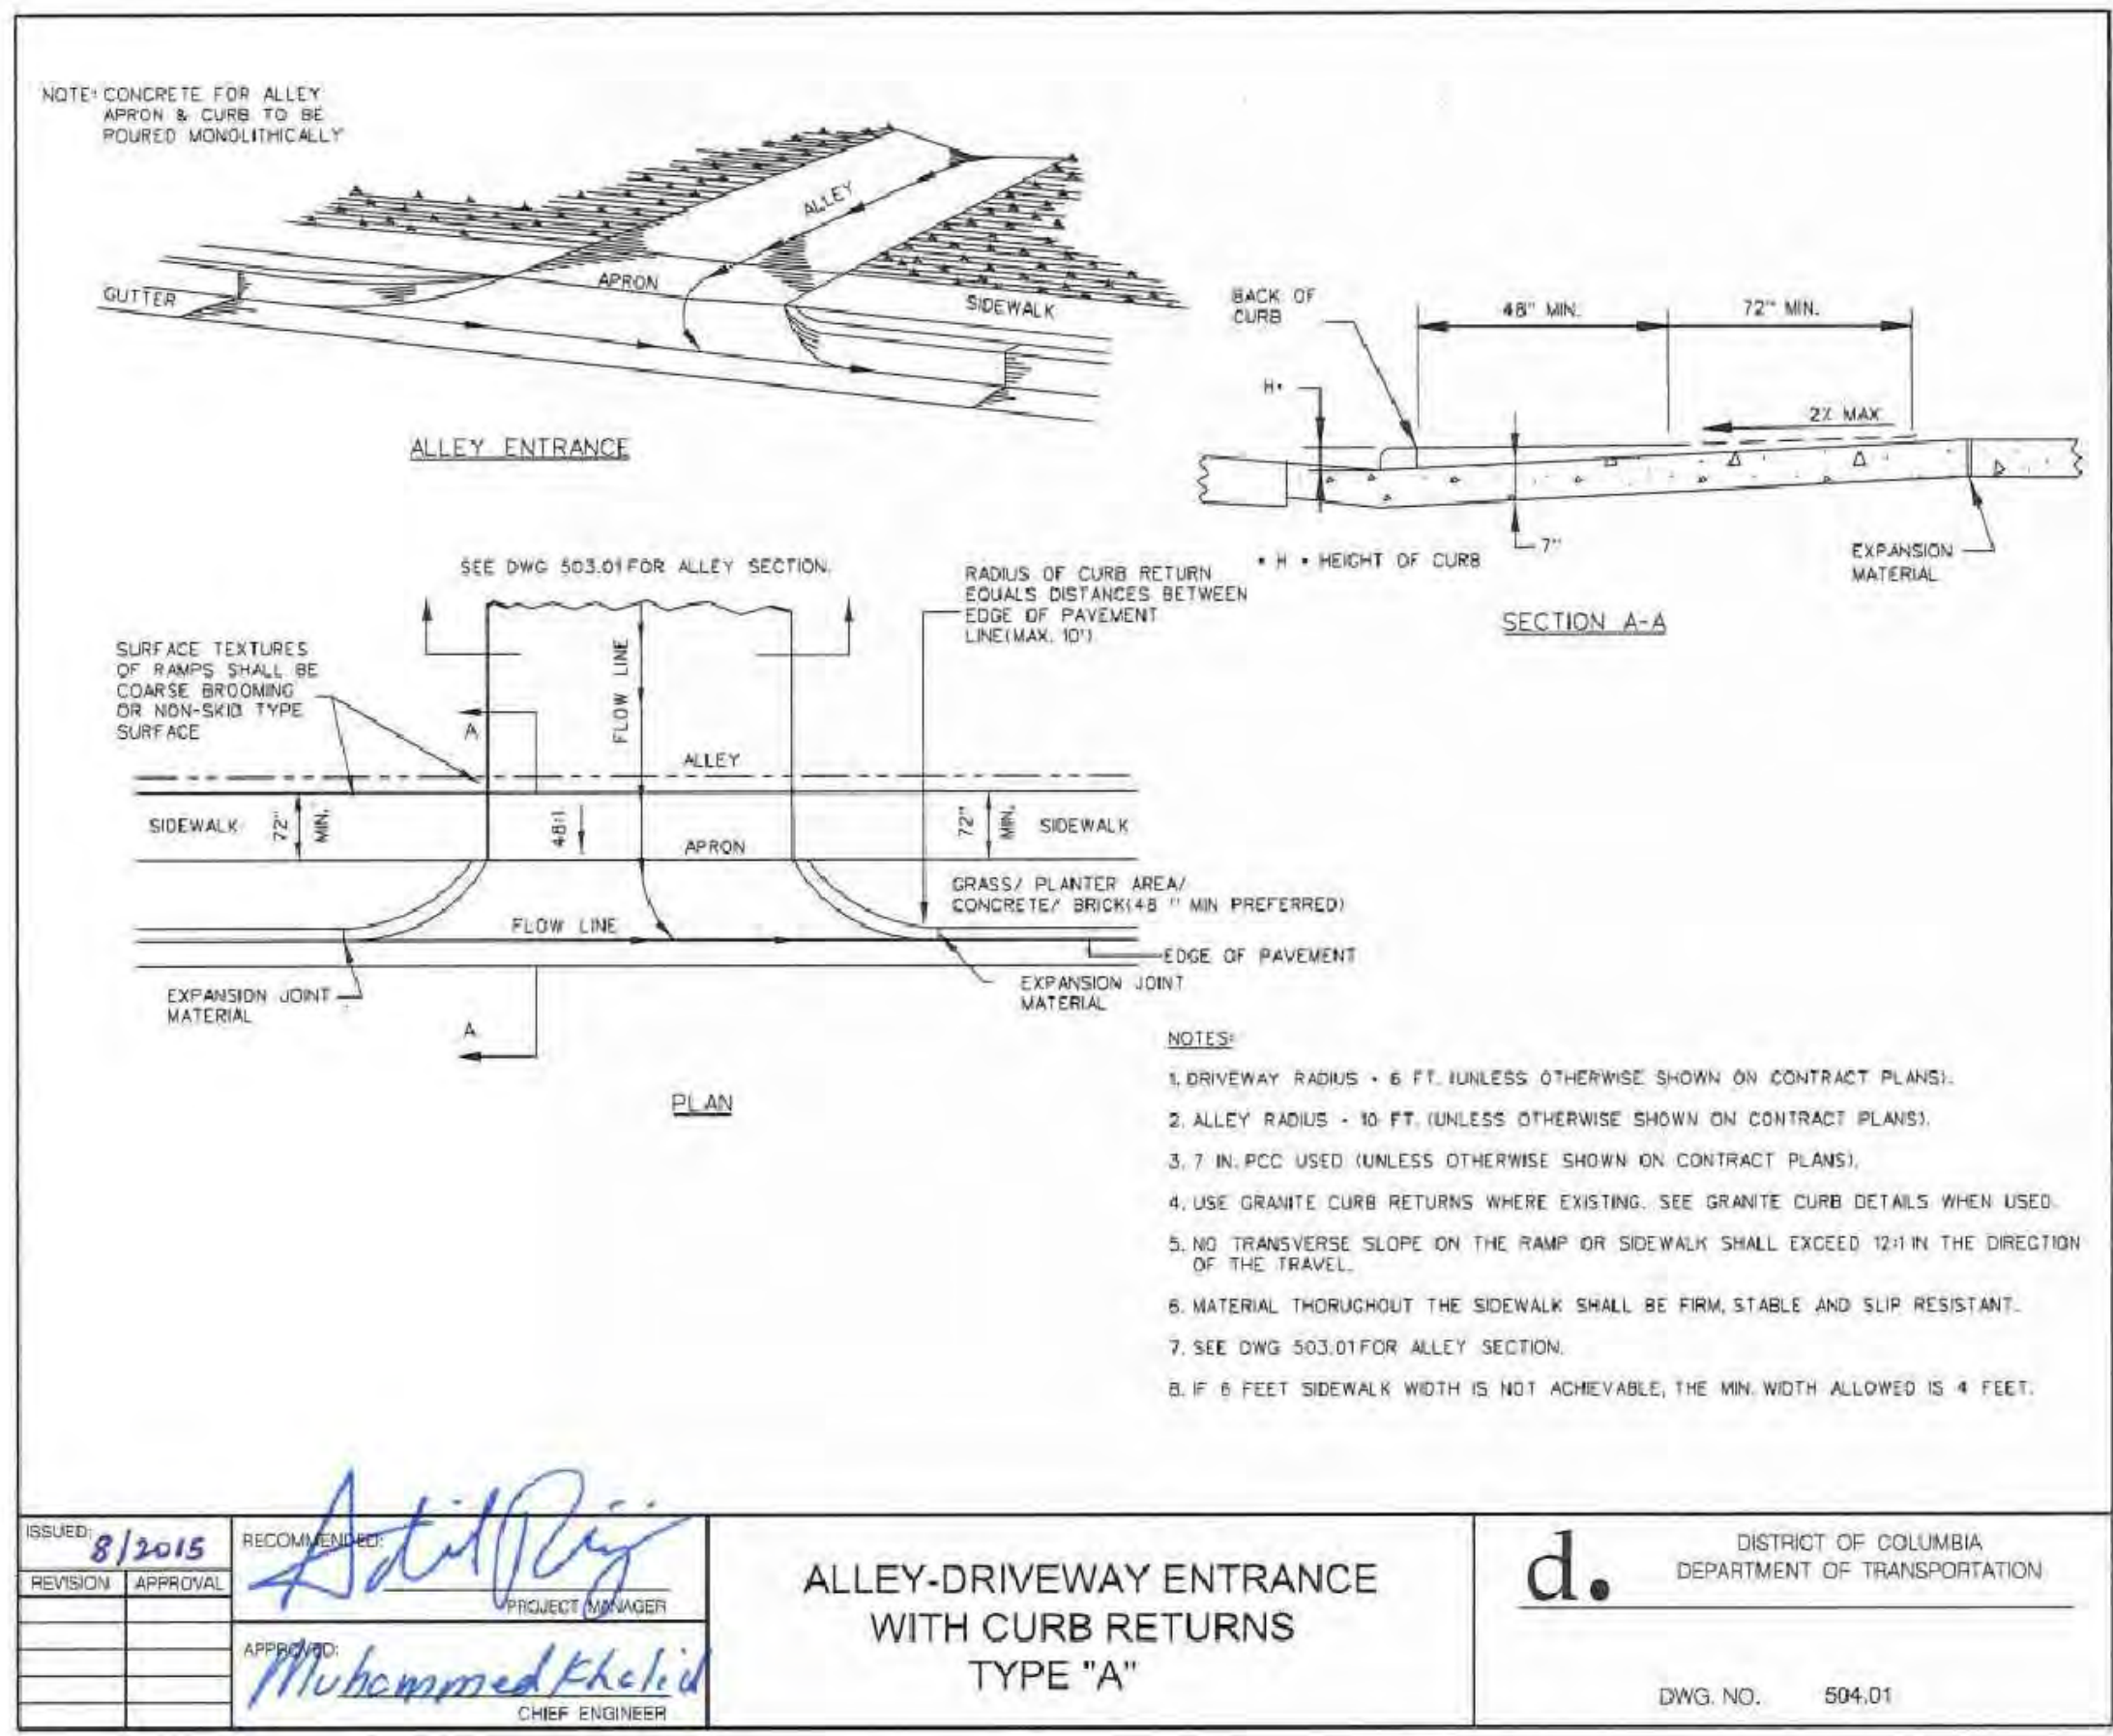 NOTE: CONCRETE FOR ALLEY
APRON & CURB TO BE
POURED MONOLITHICALLY
ALLEY
APRON
GUTTER
SIDEWALK
ALLEY ENTRANCE
BACK OF
CURB
48" MIN.
72" MIN.
H*
2% MAX
7"
* H = HEIGHT OF CURB
EXPANSION
MATERIAL
SECTION A-A
SEE DWG 503.01 FOR ALLEY SECTION.
RADIUS OF CURB RETURN
EQUALS DISTANCES BETWEEN
EDGE OF PAVEMENT
LINE(MAX. 10')
SURFACE TEXTURES
OF RAMPS SHALL BE
COARSE BROOMING
OR NON-SKID TYPE
SURFACE
A
FLOW LINE
ALLEY
SIDEWALK
72"
MIN.
48:1
APRON
72"
MIN.
SIDEWALK
GRASS/ PLANTER AREA/
CONCRETE/ BRICK(48 " MIN PREFERRED)
FLOW LINE
EDGE OF PAVEMENT
EXPANSION JOINT
MATERIAL
EXPANSION JOINT
MATERIAL
A
PLAN
NOTES:
1. DRIVEWAY RADIUS = 6 FT. (UNLESS OTHERWISE SHOWN ON CONTRACT PLANS).
2. ALLEY RADIUS - 10 FT. (UNLESS OTHERWISE SHOWN ON CONTRACT PLANS).
3. 7 IN. PCC USED (UNLESS OTHERWISE SHOWN ON CONTRACT PLANS).
4. USE GRANITE CURB RETURNS WHERE EXISTING. SEE GRANITE CURB DETAILS WHEN USED.
5. NO TRANSVERSE SLOPE ON THE RAMP OR SIDEWALK SHALL EXCEED 12:1 IN THE DIRECTION
OF THE TRAVEL.
6. MATERIAL THORUGHOUT THE SIDEWALK SHALL BE FIRM, STABLE AND SLIP RESISTANT.
7. SEE DWG 503.01 FOR ALLEY SECTION.
8. IF 6 FEET SIDEWALK WIDTH IS NOT ACHIEVABLE, THE MIN. WIDTH ALLOWED IS 4 FEET.
ISSUED: 8/2015
REVISION APPROVAL
RECOMMENDED:
PROJECT MANAGER
APPROVED:
Muhammed Khalid
CHIEF ENGINEER
ALLEY-DRIVEWAY ENTRANCE
WITH CURB RETURNS
TYPE "A"
d.
DISTRICT OF COLUMBIA
DEPARTMENT OF TRANSPORTATION
DWG. NO. 504.01